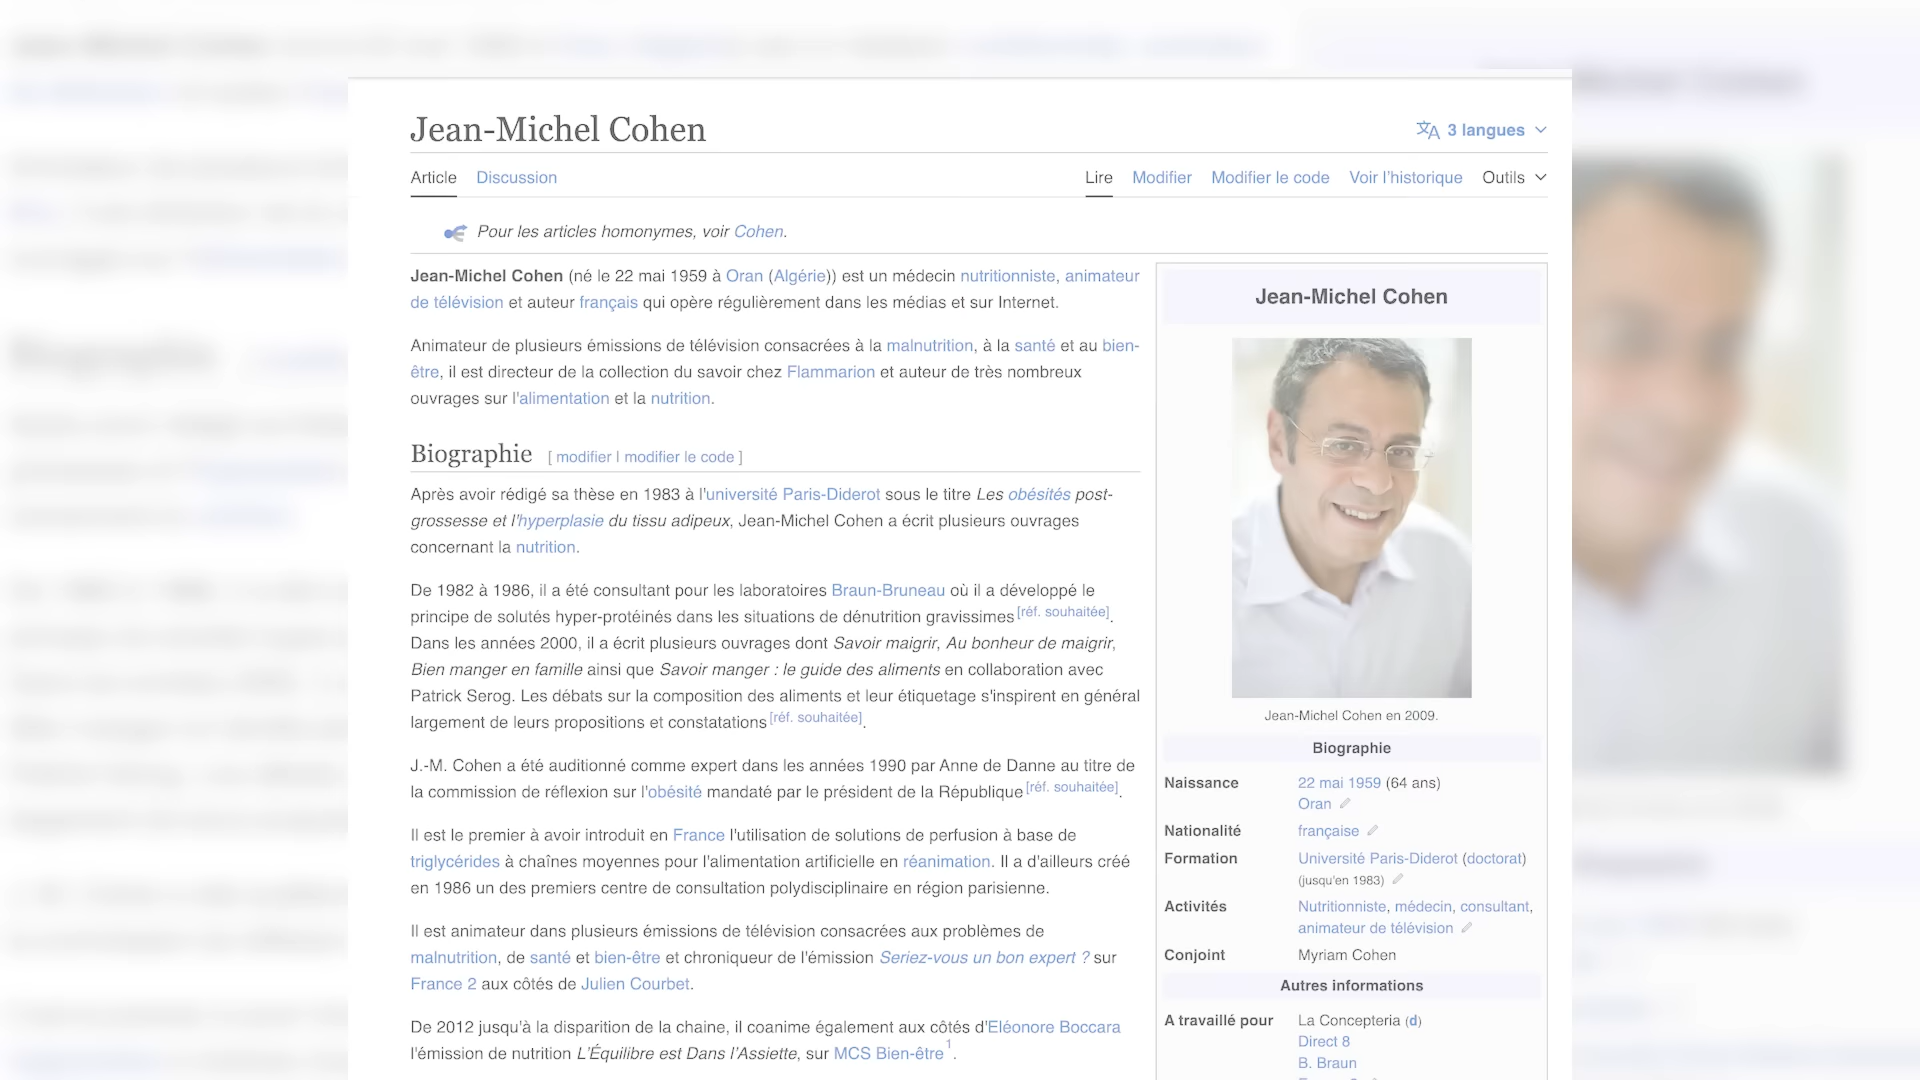 Jean-Michel Cohen
3 langues
Article
Discussion
Lire
Modifier
Modifier le code
Voir l'historique
Outils
Pour les articles homonymes, voir Cohen.
Jean-Michel Cohen (né le 22 mai 1959 à Oran (Algérie)) est un médecin nutritionniste, animateur
de télévision et auteur français qui opère régulièrement dans les médias et sur Internet.
Animateur de plusieurs émissions de télévision consacrées à la malnutrition, à la santé et au bien-
être, il est directeur de la collection du savoir chez Flammarion et auteur de très nombreux
ouvrages sur l'alimentation et la nutrition.
Biographie [ modifier | modifier le code ]
Après avoir rédigé sa thèse en 1983 à l'université Paris-Diderot sous le titre Les obésités post-
grossesse et l'hyperplasie du tissu adipeux, Jean-Michel Cohen a écrit plusieurs ouvrages
concernant la nutrition.
De 1982 à 1986, il a été consultant pour les laboratoires Braun-Bruneau où il a développé le
principe de solutés hyper-protéinés dans les situations de dénutrition gravissimes [réf. souhaitée].
Dans les années 2000, il a écrit plusieurs ouvrages dont Savoir maigrir, Au bonheur de maigrir,
Bien manger en famille ainsi que Savoir manger : le guide des aliments en collaboration avec
Patrick Serog. Les débats sur la composition des aliments et leur étiquetage s'inspirent en général
largement de leurs propositions et constatations [réf. souhaitée].
J.-M. Cohen a été auditionné comme expert dans les années 1990 par Anne de Danne au titre de
la commission de réflexion sur l'obésité mandaté par le président de la République [réf. souhaitée].
Il est le premier à avoir introduit en France l'utilisation de solutions de perfusion à base de
triglycérides à chaînes moyennes pour l'alimentation artificielle en réanimation. Il a d'ailleurs créé
en 1986 un des premiers centre de consultation polydisciplinaire en région parisienne.
Il est animateur dans plusieurs émissions de télévision consacrées aux problèmes de
malnutrition, de santé et bien-être et chroniqueur de l'émission Seriez-vous un bon expert ? sur
France 2 aux côtés de Julien Courbet.
De 2012 jusqu'à la disparition de la chaine, il coanime également aux côtés d'Eléonore Boccara
l'émission de nutrition L'Équilibre est Dans l'Assiette, sur MCS Bien-être 1.
Jean-Michel Cohen
Jean-Michel Cohen en 2009.
Biographie
Naissance 22 mai 1959 (64 ans)
Oran
Nationalité française
Formation Université Paris-Diderot (doctorat)
(jusqu'en 1983)
Activités Nutritionniste, médecin, consultant,
animateur de télévision
Conjoint Myriam Cohen
Autres informations
A travaillé pour La Concepteria (d)
Direct 8
B. Braun